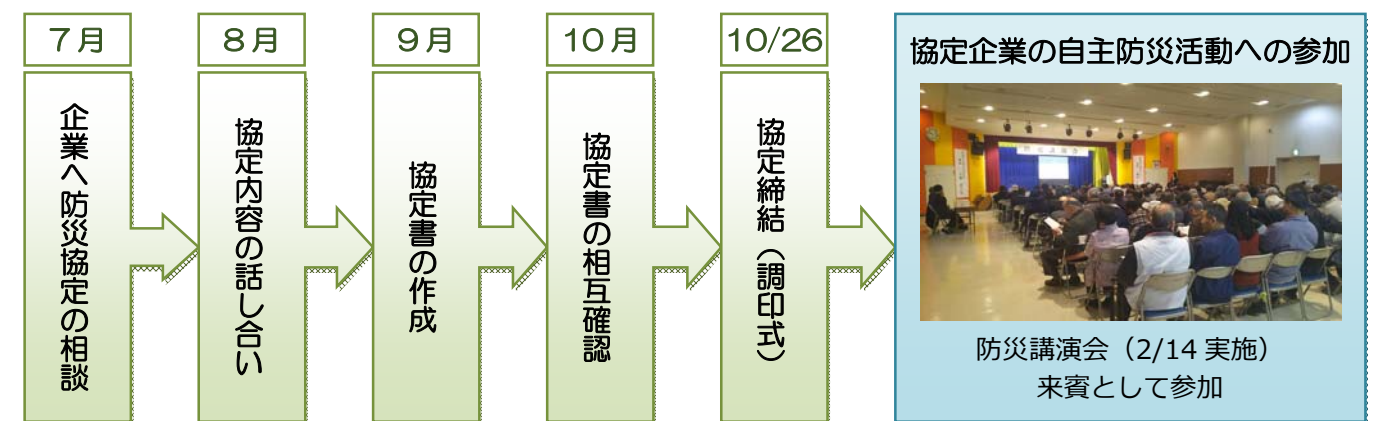 ７月
企業へ防災協定の相談
８月
協定内容の話し合い
９月
協定書の作成
10月
協定書の相互確認
10/26
協定締結（調印式）
協定企業の自主防災活動への参加
防災講演会（2/14 実施）
来賓として参加